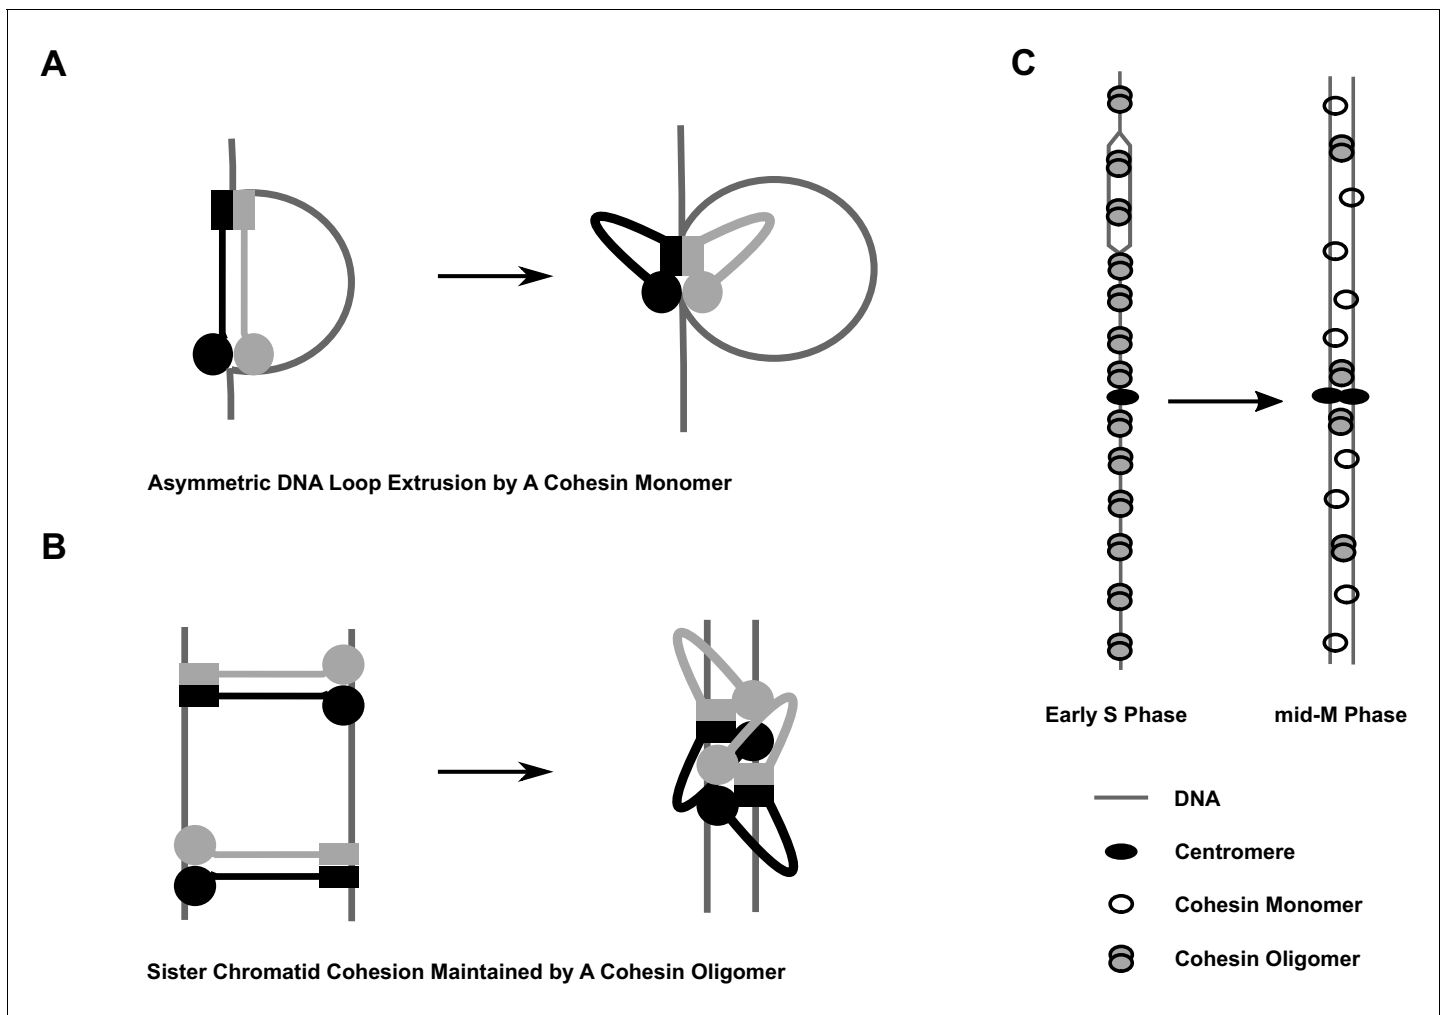 A
Asymmetric DNA Loop Extrusion by A Cohesin Monomer
B
Sister Chromatid Cohesion Maintained by A Cohesin Oligomer
C
Early S Phase
mid-M Phase
DNA
Centromere
Cohesin Monomer
Cohesin Oligomer